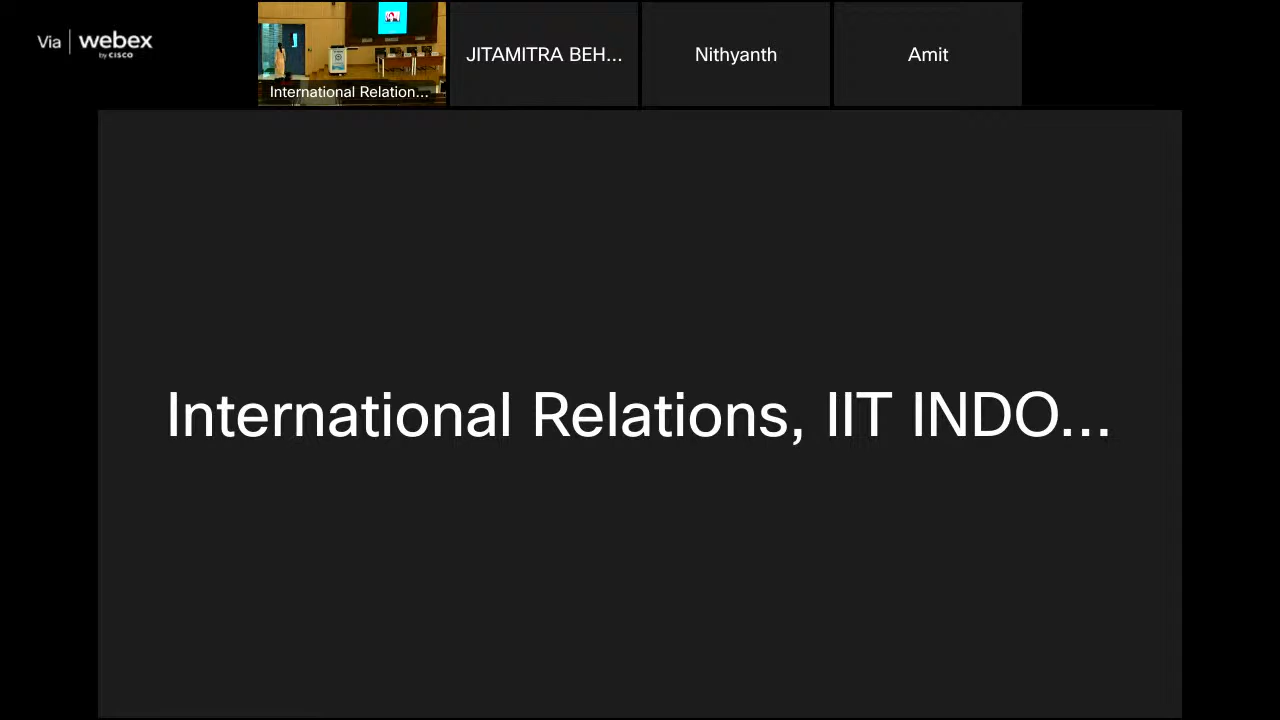 Via | webex
by CISCO
International Relation...
JITAMITRA BEH...
Nithyanth
Amit
International Relations, IIT INDO...